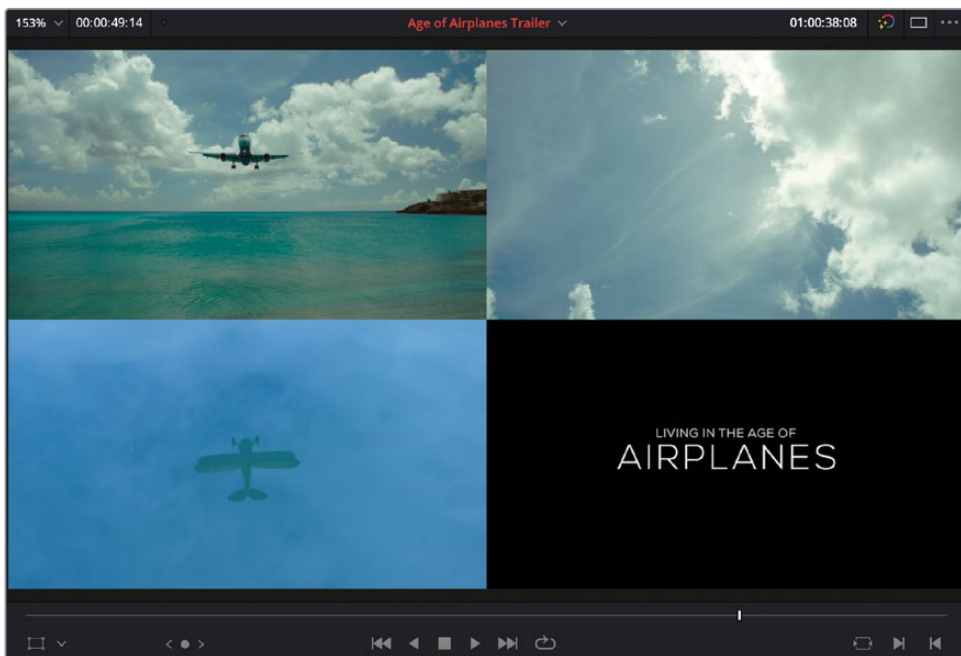 153% 00:00:49:14 Age of Airplanes Trailer 01:00:38:08
LIVING IN THE AGE OF
AIRPLANES